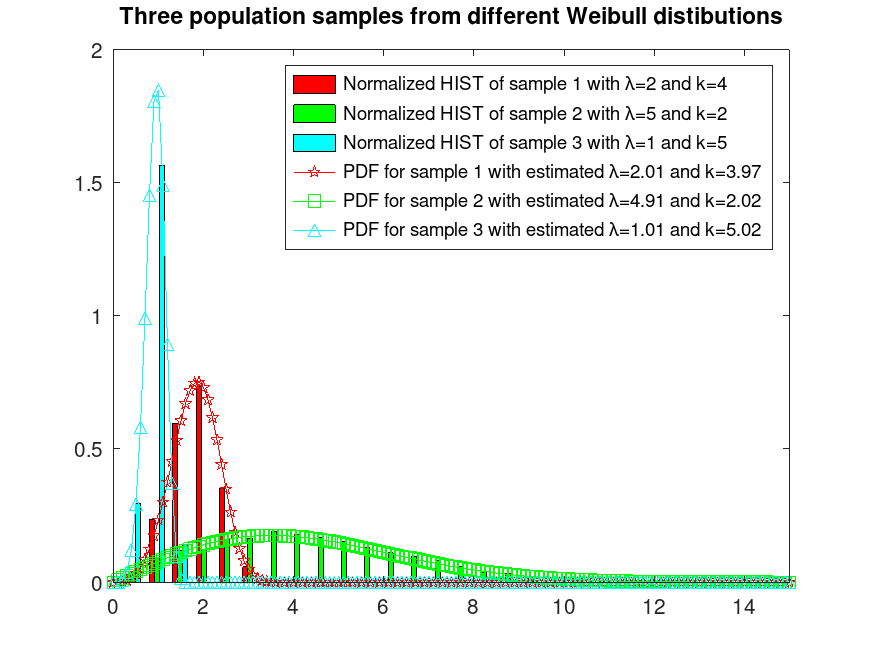 Three population samples from different Weibull distibutions
Normalized HIST of sample 1 with λ=2 and k=4
Normalized HIST of sample 2 with λ=5 and k=2
Normalized HIST of sample 3 with λ=1 and k=5
PDF for sample 1 with estimated λ=2.01 and k=3.97
PDF for sample 2 with estimated λ=4.91 and k=2.02
PDF for sample 3 with estimated λ=1.01 and k=5.02
2
1.5
1
0.5
0
0 2 4 6 8 10 12 14